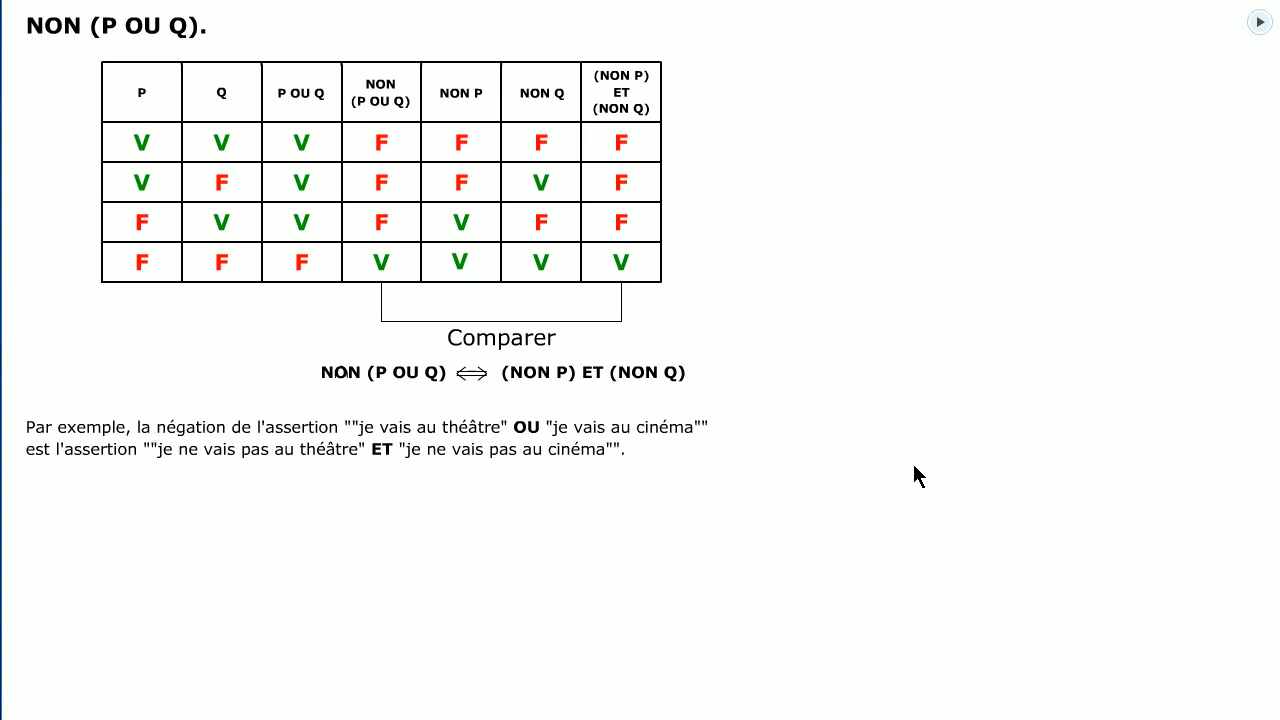 NON (P OU Q).
P Q P OU Q NON (P OU Q) NON P NON Q (NON P) ET (NON Q)
V V V F F F F
V F V F F V F
F V V F V F F
F F F V V V V
Comparer
NON (P OU Q) ⟺ (NON P) ET (NON Q)
Par exemple, la négation de l'assertion ""je vais au théâtre" OU "je vais au cinéma""
est l'assertion ""je ne vais pas au théâtre" ET "je ne vais pas au cinéma"".